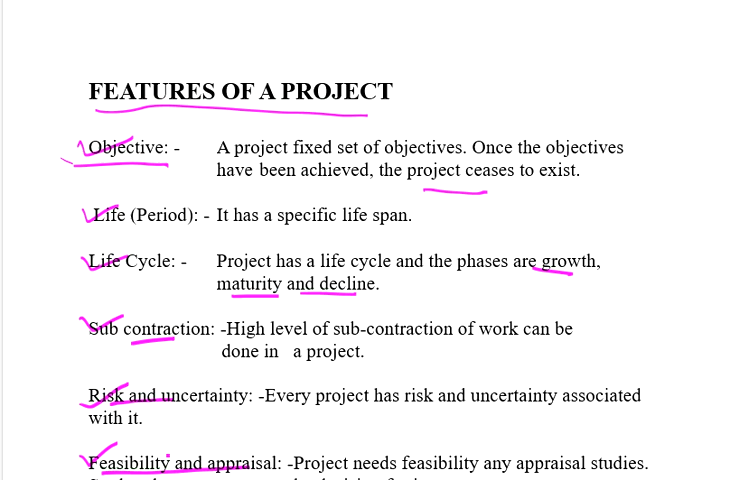 FEATURES OF A PROJECT
Objective: - A project fixed set of objectives. Once the objectives
have been achieved, the project ceases to exist.
Life (Period): - It has a specific life span.
Life Cycle: - Project has a life cycle and the phases are growth,
maturity and decline.
Sub contraction: -High level of sub-contraction of work can be
done in a project.
Risk and uncertainty: -Every project has risk and uncertainty associated
with it.
Feasibility and appraisal: -Project needs feasibility any appraisal studies.